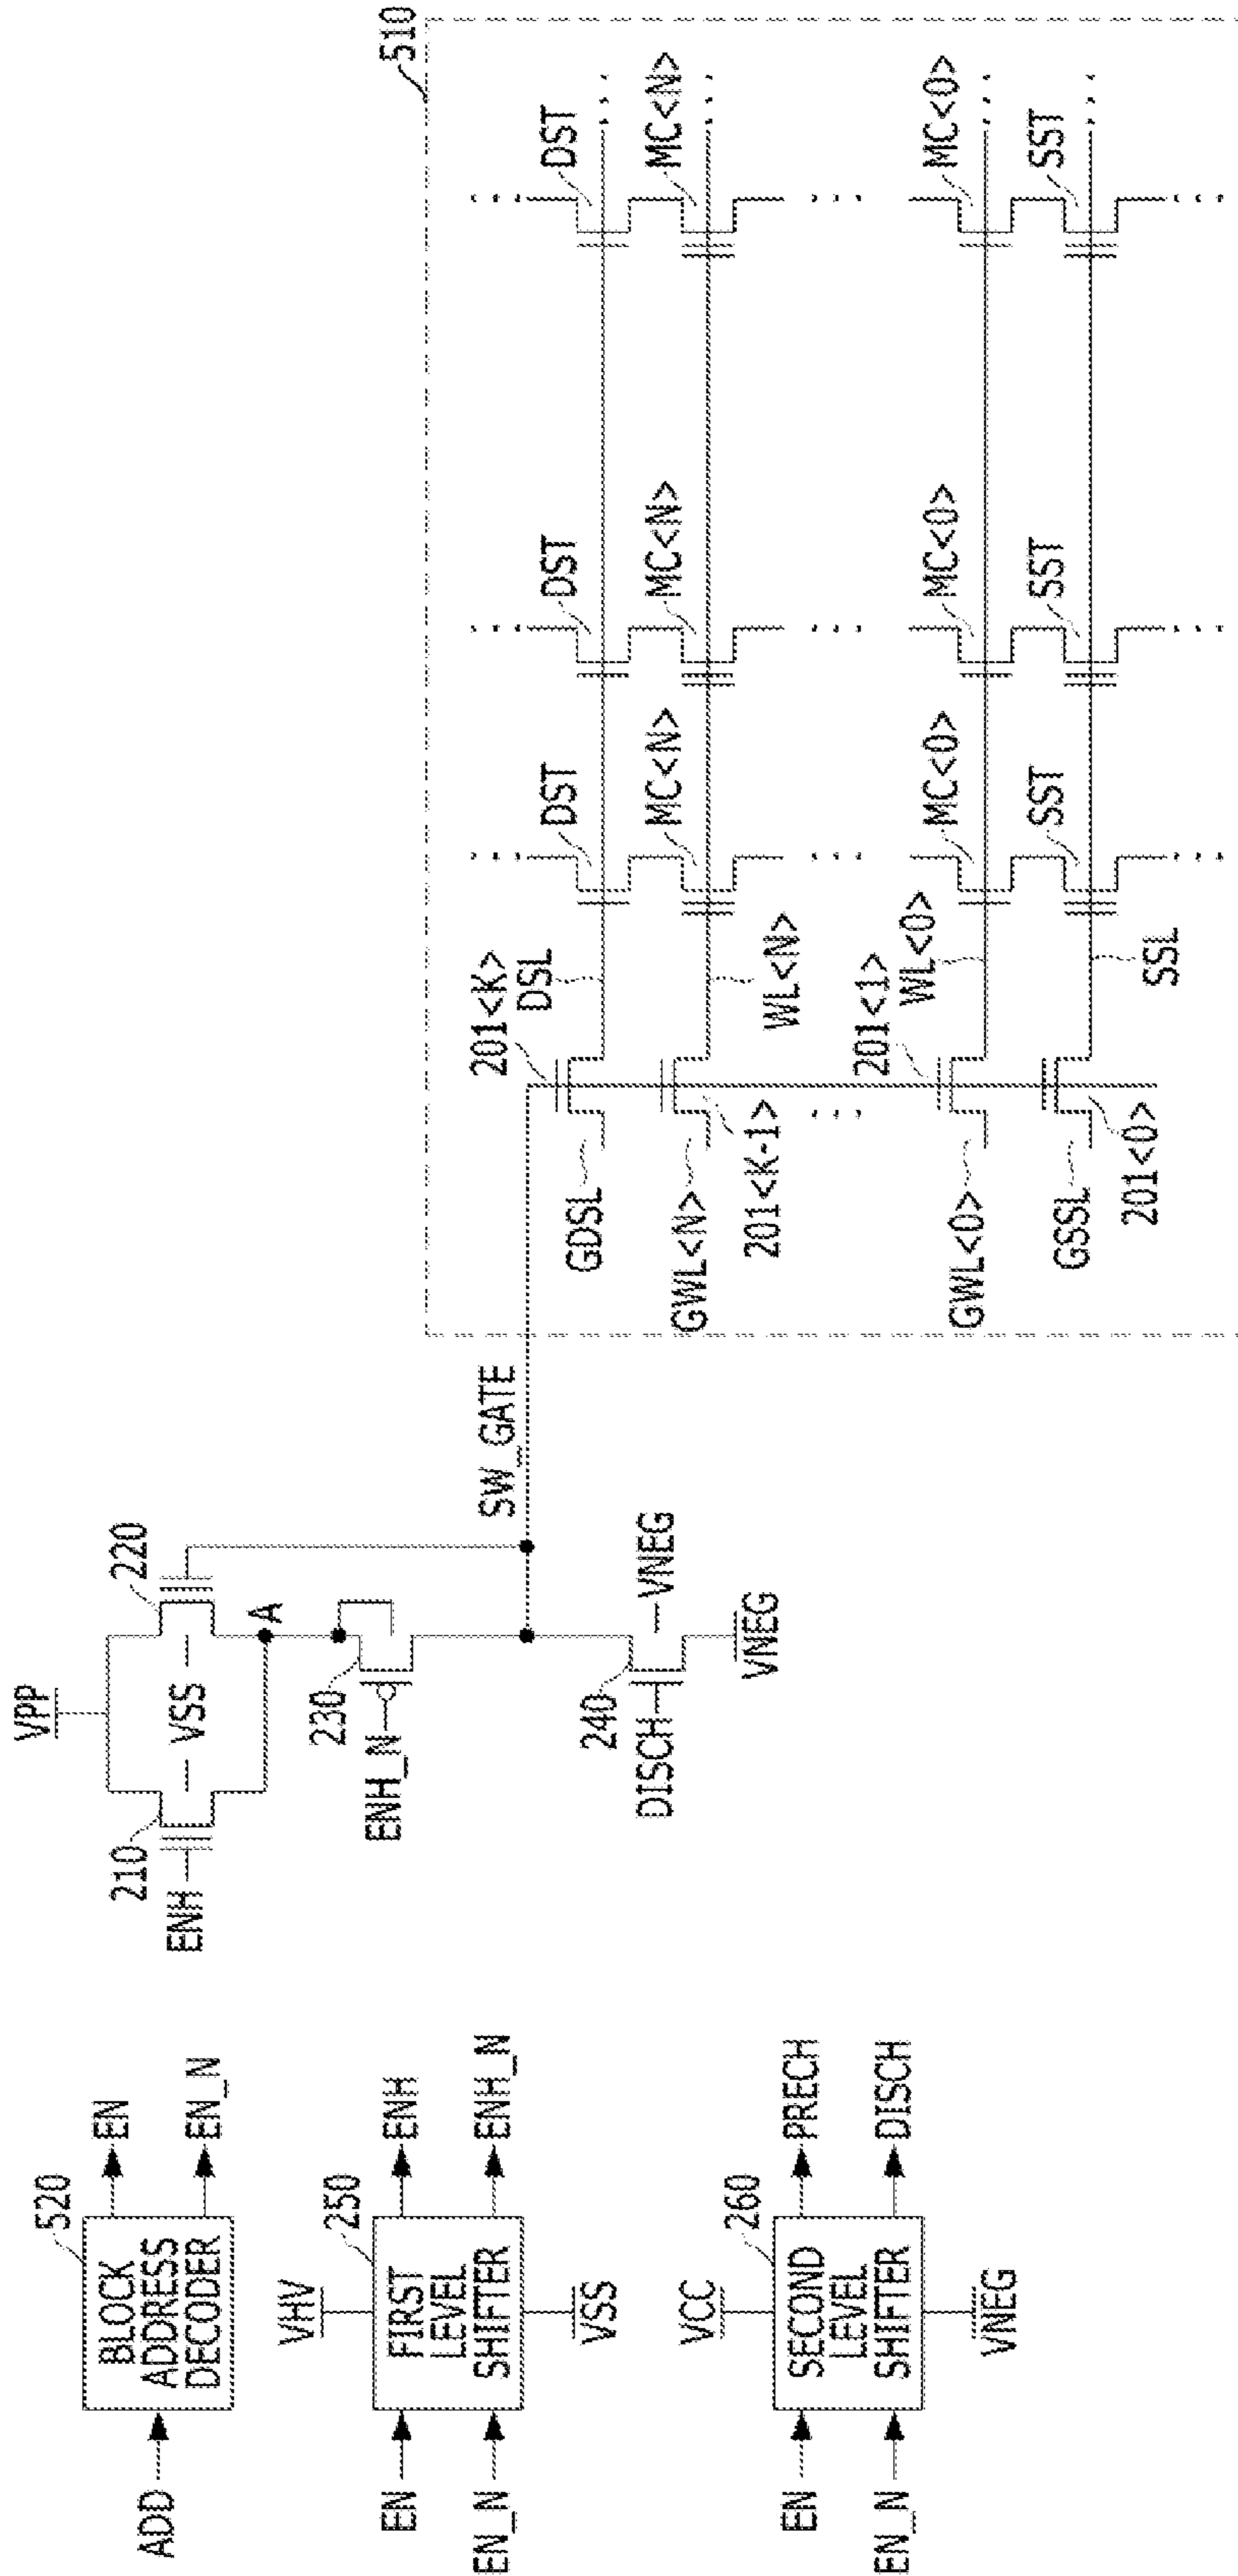 ADD
BLOCK
ADDRESS
DECODER
520
EN
EN_N
EN
EN_N
VHV
FIRST
LEVEL
SHIFTER
250
VSS
ENH
ENH_N
EN
EN_N
VCC
SECOND
LEVEL
SHIFTER
260
VNEG
PRECH
DISCH
VPP
210
ENH
VSS
220
A
230
ENH_N
SW_GATE
240
DISCH
VNEG
VNEG
510
201<K>
GDSL
DSL
DST
DST
DST
GWL<N>
201<K-1>
WL<N>
MC<N>
MC<N>
MC<N>
201<1>
GWL<0>
WL<0>
MC<0>
MC<0>
MC<0>
GSSL
201<0>
SSL
SST
SST
SST